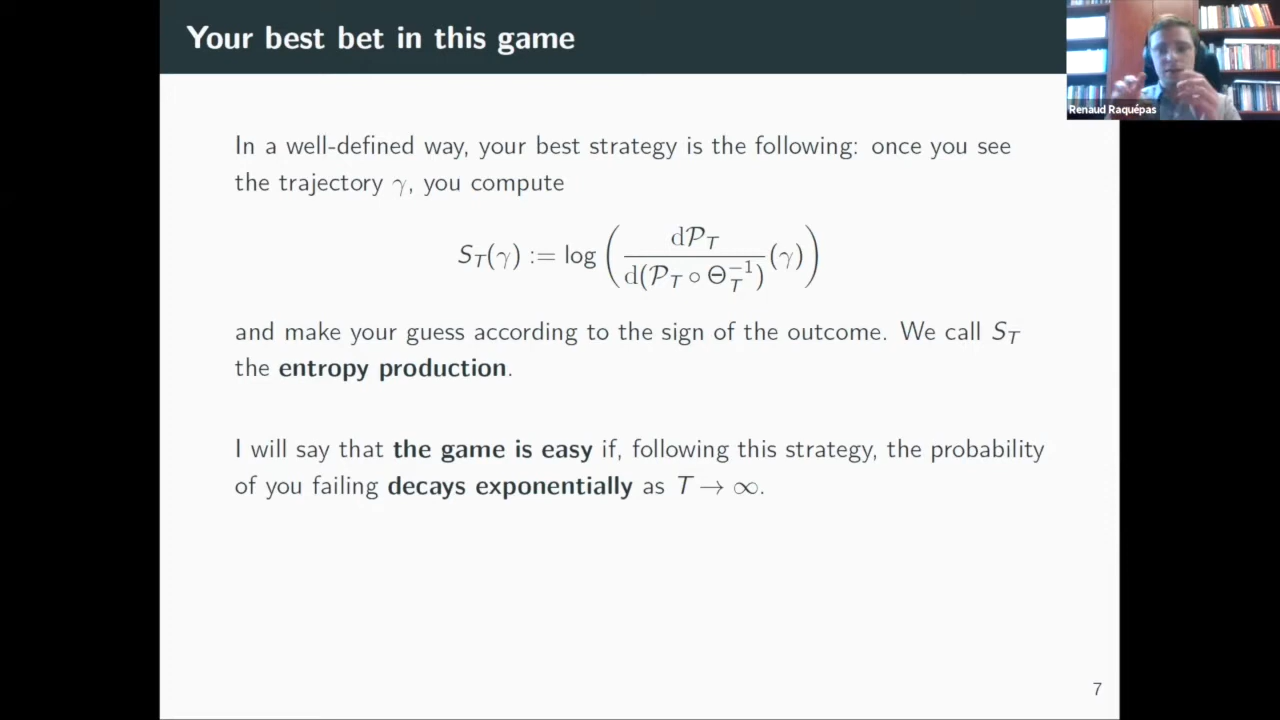 Your best bet in this game
Renaud Raquépas
In a well-defined way, your best strategy is the following: once you see
the trajectory γ, you compute
S_T(γ) := log ( d𝒫_T / d(𝒫_T ∘ Θ_T^{−1}) (γ) )
and make your guess according to the sign of the outcome. We call S_T
the entropy production.
I will say that the game is easy if, following this strategy, the probability
of you failing decays exponentially as T → ∞.
7